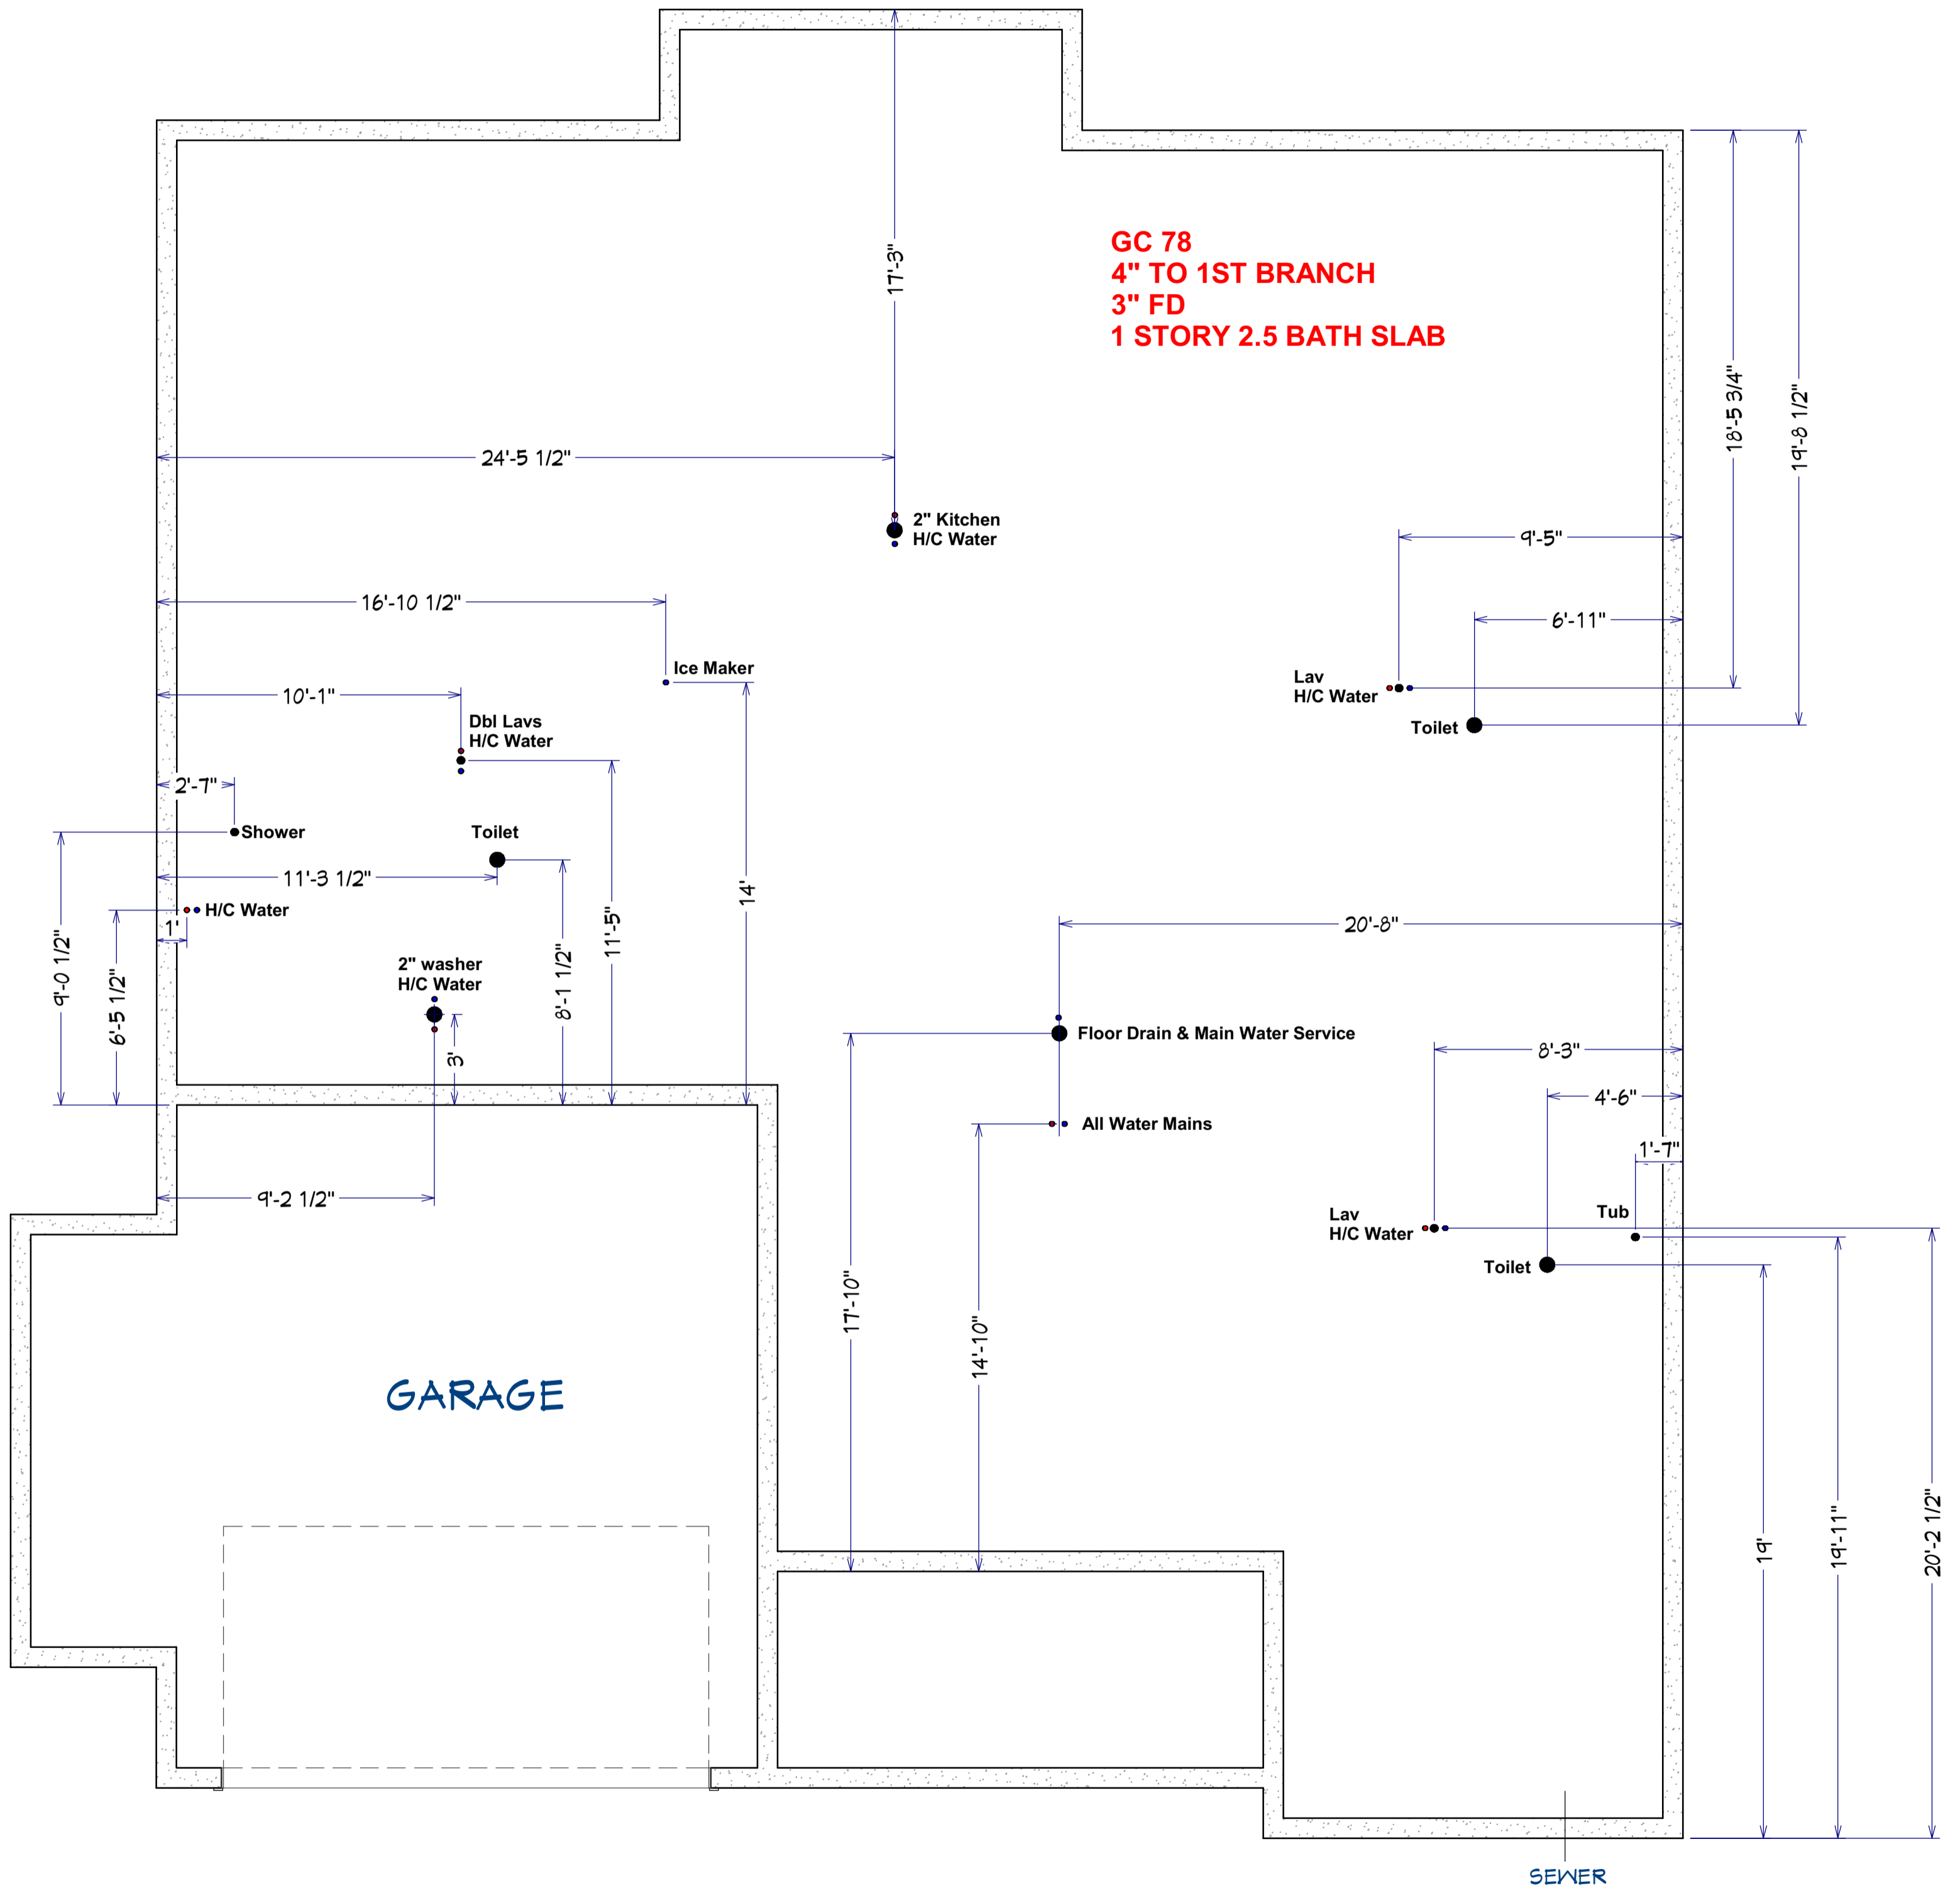 17'-3"
GC 78
4" TO 1ST BRANCH
3" FD
1 STORY 2.5 BATH SLAB
18'-5 3/4"
19'-8 1/2"
24'-5 1/2"
2" Kitchen
H/C Water
9'-5"
16'-10 1/2"
6'-11"
Ice Maker
Lav
H/C Water
10'-1"
Dbl Lavs
H/C Water
Toilet
2'-7"
Shower
Toilet
11'-3 1/2"
14'
H/C Water
1'
11'-5"
20'-8"
9'-0 1/2"
6'-5 1/2"
2" washer
H/C Water
8'-1 1/2"
3'
Floor Drain & Main Water Service
8'-3"
4'-6"
All Water Mains
1'-7"
9'-2 1/2"
Lav
H/C Water
Tub
Toilet
17'-10"
14'-10"
GARAGE
19'
19'-11"
20'-2 1/2"
SEWER